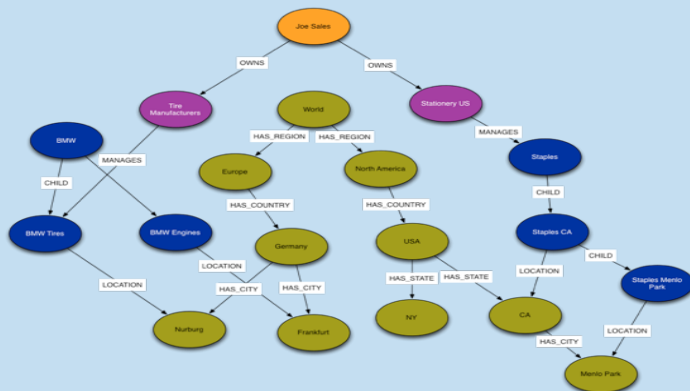 Joe Sales
OWNS
OWNS
Tire
Manufacturers
World
Stationery US
HAS_REGION
HAS_REGION
MANAGES
BMW
MANAGES
Europe
North America
Staples
CHILD
HAS_COUNTRY
HAS_COUNTRY
CHILD
BMW Tires
BMW Engines
Germany
USA
Staples CA
LOCATION
CHILD
LOCATION
HAS_CITY
HAS_CITY
HAS_STATE
HAS_STATE
LOCATION
Staples Menlo
Park
Nurburg
Frankfurt
NY
CA
LOCATION
HAS_CITY
Menlo Park